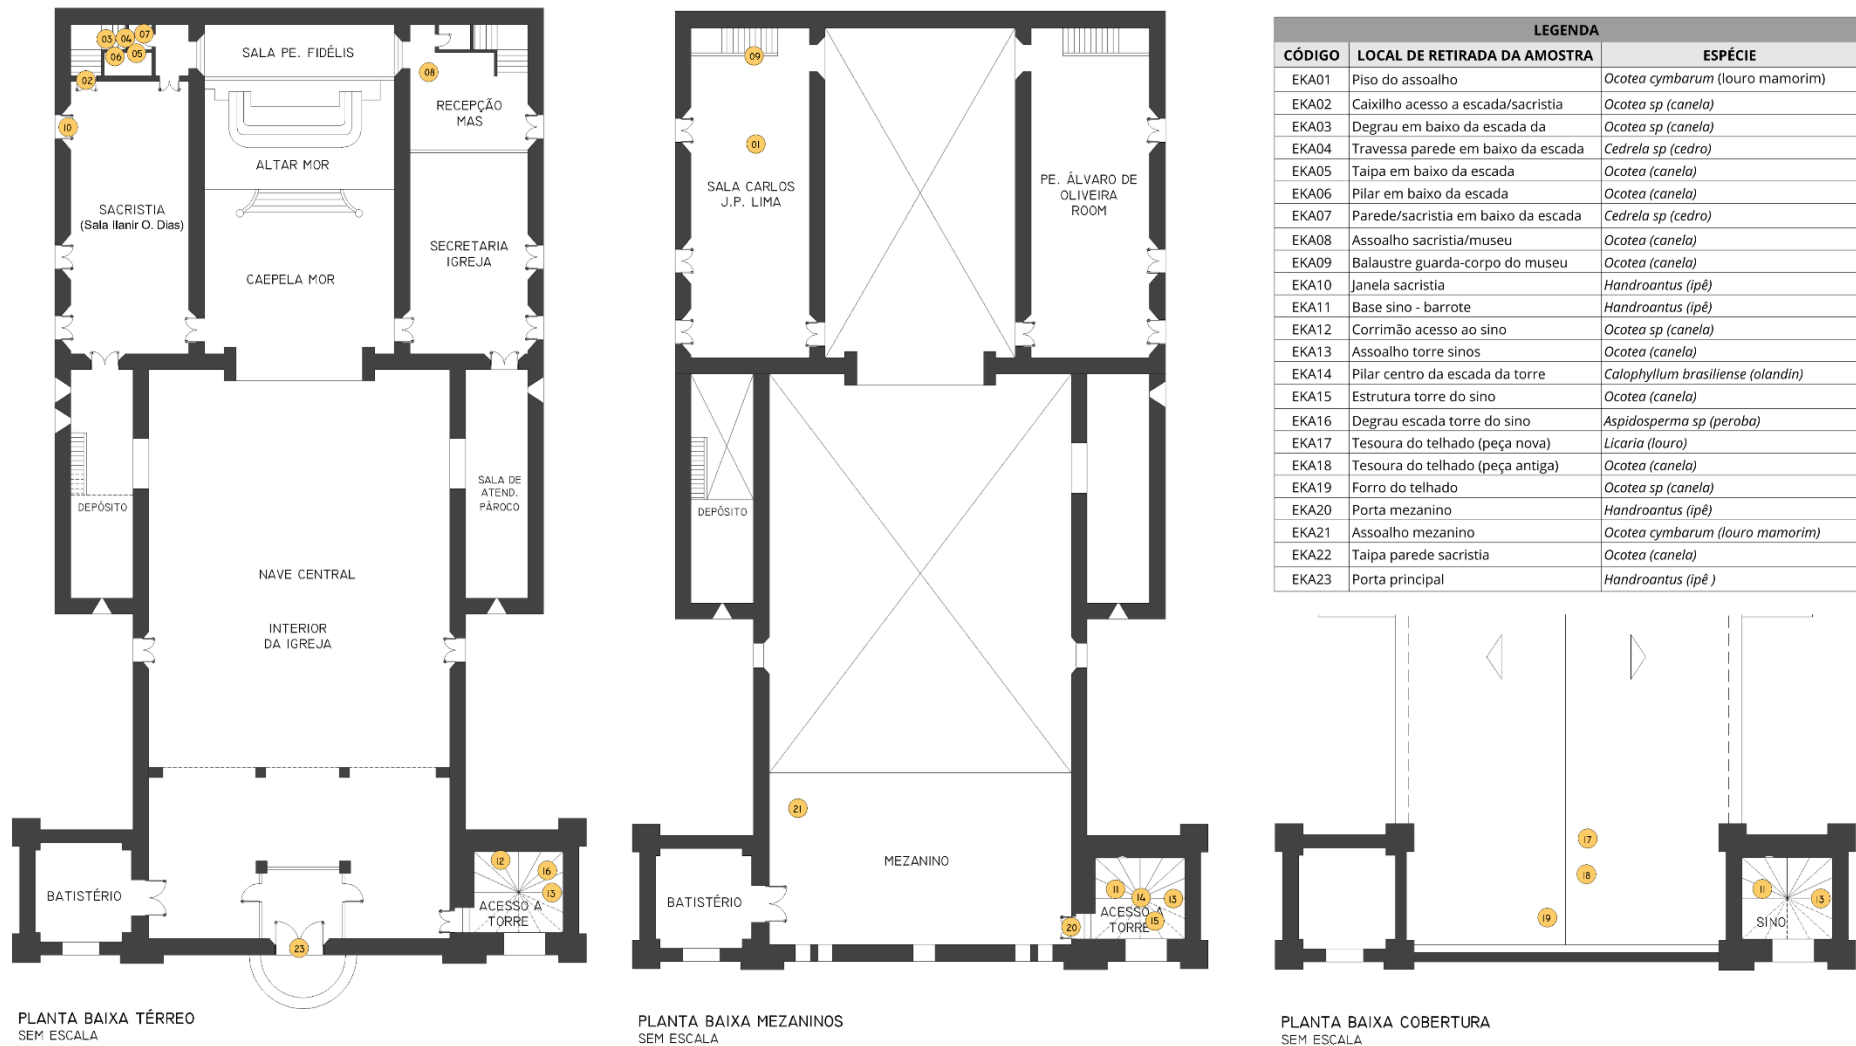 03
04
07
06
05
02
10
SALA PE. FIDÉLIS
08
RECEPÇÃO
MAS
ALTAR MOR
SACRISTIA
(Sala Ilanir O. Dias)
SECRETARIA
IGREJA
CAEPELA MOR
DEPÓSITO
SALA DE
ATEND.
PÁROCO
NAVE CENTRAL
INTERIOR
DA IGREJA
BATISTÉRIO
12
16
13
ACESSO A
TORRE
23
PLANTA BAIXA TÉRREO
SEM ESCALA
09
01
SALA CARLOS
J.P. LIMA
PE. ÁLVARO DE
OLIVEIRA
ROOM
DEPÓSITO
21
MEZANINO
BATISTÉRIO
11
14
13
15
ACESSO A
TORRE
20
PLANTA BAIXA MEZANINOS
SEM ESCALA
LEGENDA
CÓDIGO LOCAL DE RETIRADA DA AMOSTRA ESPÉCIE
EKA01 Piso do assoalho Ocotea cymbarum (louro mamorim)
EKA02 Caixilho acesso a escada/sacristia Ocotea sp (canela)
EKA03 Degrau em baixo da escada da Ocotea sp (canela)
EKA04 Travessa parede em baixo da escada Cedrela sp (cedro)
EKA05 Taipa em baixo da escada Ocotea (canela)
EKA06 Pilar em baixo da escada Ocotea (canela)
EKA07 Parede/sacristia em baixo da escada Cedrela sp (cedro)
EKA08 Assoalho sacristia/museu Ocotea (canela)
EKA09 Balaustre guarda-corpo do museu Ocotea (canela)
EKA10 Janela sacristia Handroantus (ipê)
EKA11 Base sino - barrote Handroantus (ipê)
EKA12 Corrimão acesso ao sino Ocotea sp (canela)
EKA13 Assoalho torre sinos Ocotea (canela)
EKA14 Pilar centro da escada da torre Calophyllum brasiliense (olandin)
EKA15 Estrutura torre do sino Ocotea (canela)
EKA16 Degrau escada torre do sino Aspidosperma sp (peroba)
EKA17 Tesoura do telhado (peça nova) Licaria (louro)
EKA18 Tesoura do telhado (peça antiga) Ocotea (canela)
EKA19 Forro do telhado Ocotea sp (canela)
EKA20 Porta mezanino Handroantus (ipê)
EKA21 Assoalho mezanino Ocotea cymbarum (louro mamorim)
EKA22 Taipa parede sacristia Ocotea (canela)
EKA23 Porta principal Handroantus (ipê )
17
18
19
11
13
SINO
PLANTA BAIXA COBERTURA
SEM ESCALA